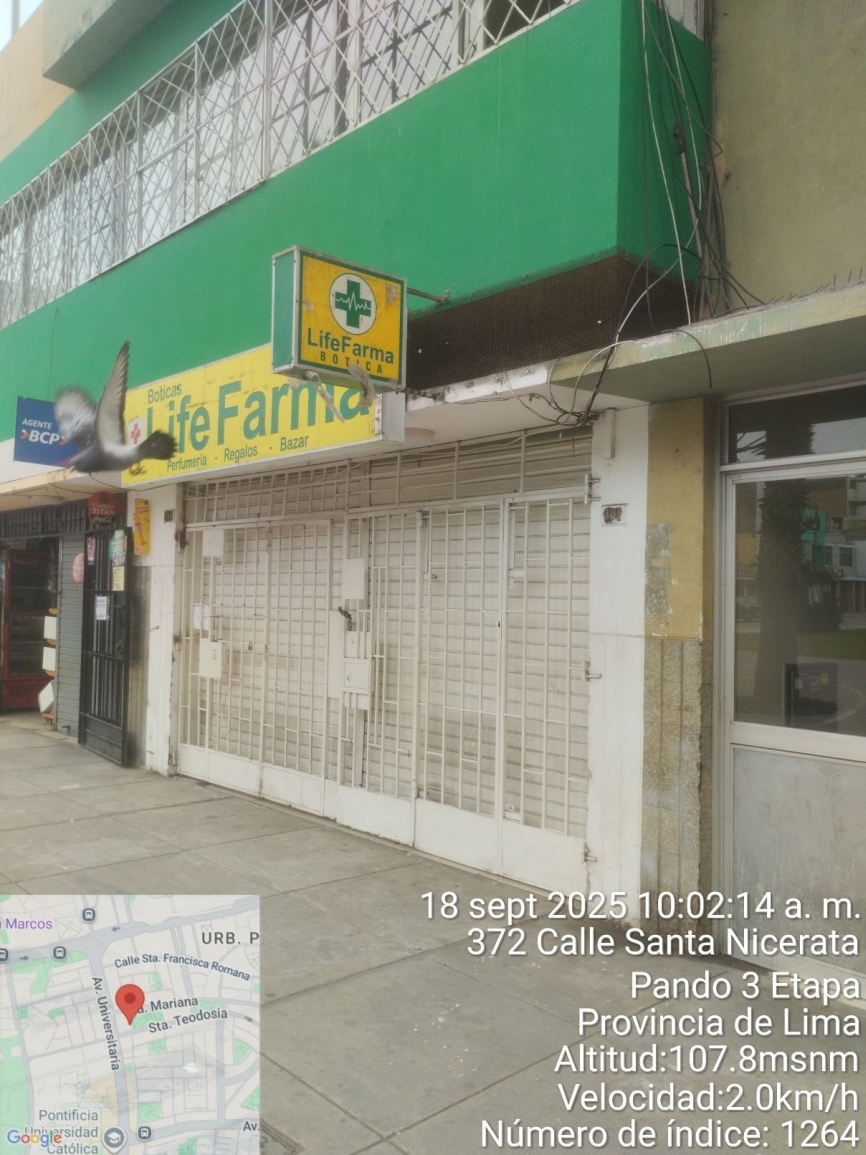 LifeFarma
BOTICA
Boticas
LifeFarma
Perfumería - Regalos - Bazar
AGENTE
BCP
18 sept 2025 10:02:14 a. m.
372 Calle Santa Nicerata
Pando 3 Etapa
Provincia de Lima
Altitud:107.8msnm
Velocidad:2.0km/h
Número de índice: 1264
Marcos
URB. P
Calle Sta. Francisca Romana
Av. Universitaria
a. Mariana
Sta. Teodosia
Pontificia
Universidad
Católica
Av.
Google